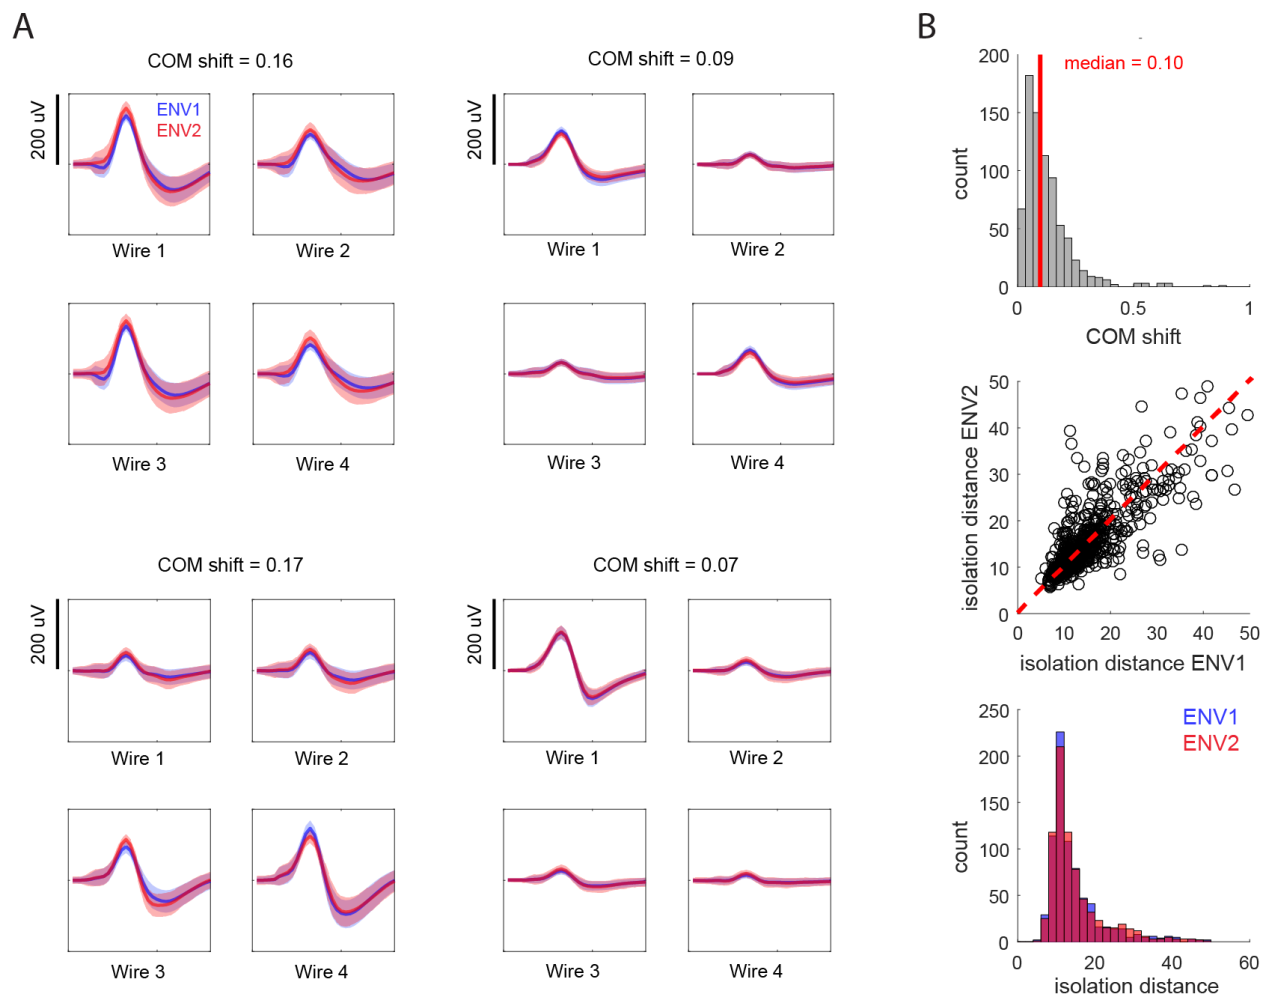 A
COM shift = 0.16
200 uV
ENV1
ENV2
Wire 1
Wire 2
Wire 3
Wire 4
COM shift = 0.09
200 uV
Wire 1
Wire 2
Wire 3
Wire 4
COM shift = 0.17
200 uV
Wire 1
Wire 2
Wire 3
Wire 4
COM shift = 0.07
200 uV
Wire 1
Wire 2
Wire 3
Wire 4
B
median = 0.10
count
200
150
100
50
0
0 0.5 1
COM shift
isolation distance ENV2
50
40
30
20
10
0
0 10 20 30 40 50
isolation distance ENV1
ENV1
ENV2
count
250
200
150
100
50
0
0 20 40 60
isolation distance